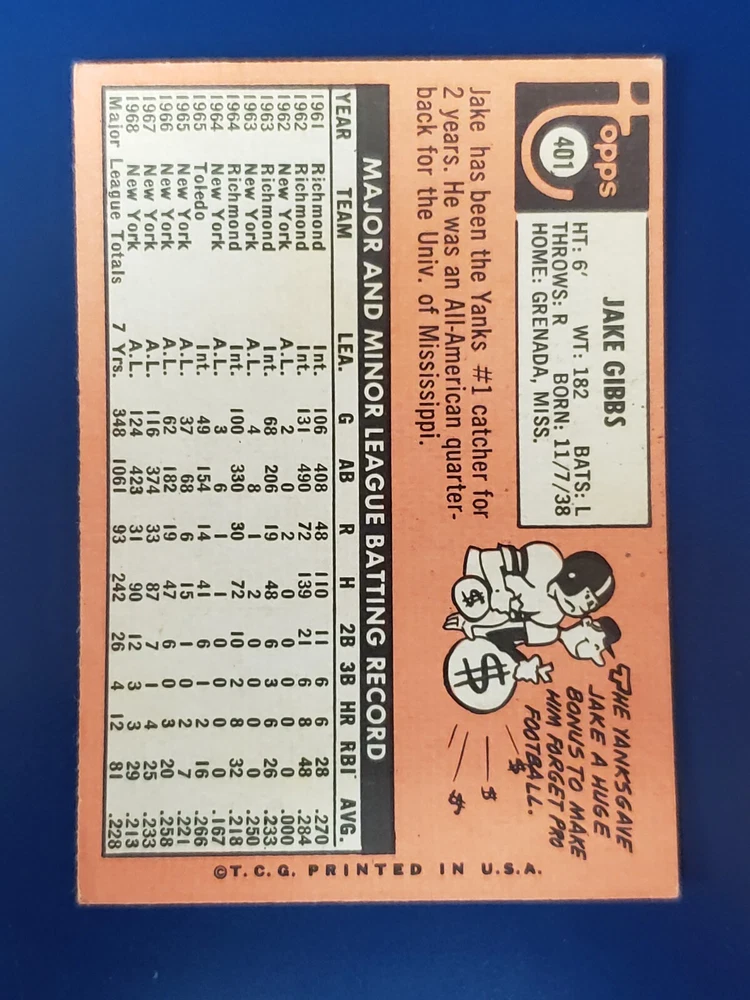 Topps
401
JAKE GIBBS
HT: 6' WT: 182 BATS: L
THROWS: R BORN: 11/7/38
HOME: GRENADA, MISS.
Jake has been the Yanks #1 catcher for
2 years. He was an All-American quarter-
back for the Univ. of Mississippi.
THE YANKS GAVE
JAKE A HUGE
BONUS TO MAKE
HIM FORGET PRO
FOOTBALL.
$
$
$
$
$
MAJOR AND MINOR LEAGUE BATTING RECORD
YEAR TEAM LEA. G AB R H 2B 3B HR RBI AVG.
1961 Richmond Int. 106 408 48 110 11 6 6 28 .270
1962 Richmond Int. 131 490 72 139 21 6 8 48 .284
1962 New York A.L. 2 0 2 0 0 0 0 0 .000
1963 Richmond Int. 68 206 19 48 6 3 6 26 .233
1963 New York A.L. 4 8 1 2 0 0 0 0 .250
1964 Richmond Int. 100 330 30 72 10 2 8 32 .218
1964 New York A.L. 3 6 1 1 0 0 0 0 .167
1965 Toledo Int. 49 154 14 41 6 1 2 16 .266
1965 New York A.L. 37 68 6 15 1 0 2 7 .221
1966 New York A.L. 62 182 19 47 6 0 3 20 .258
1967 New York A.L. 116 374 33 87 7 1 4 25 .233
1968 New York A.L. 124 423 31 90 12 3 3 29 .213
Major League Totals 7 Yrs. 348 1061 93 242 26 4 12 81 .228
©T.C.G. PRINTED IN U.S.A.